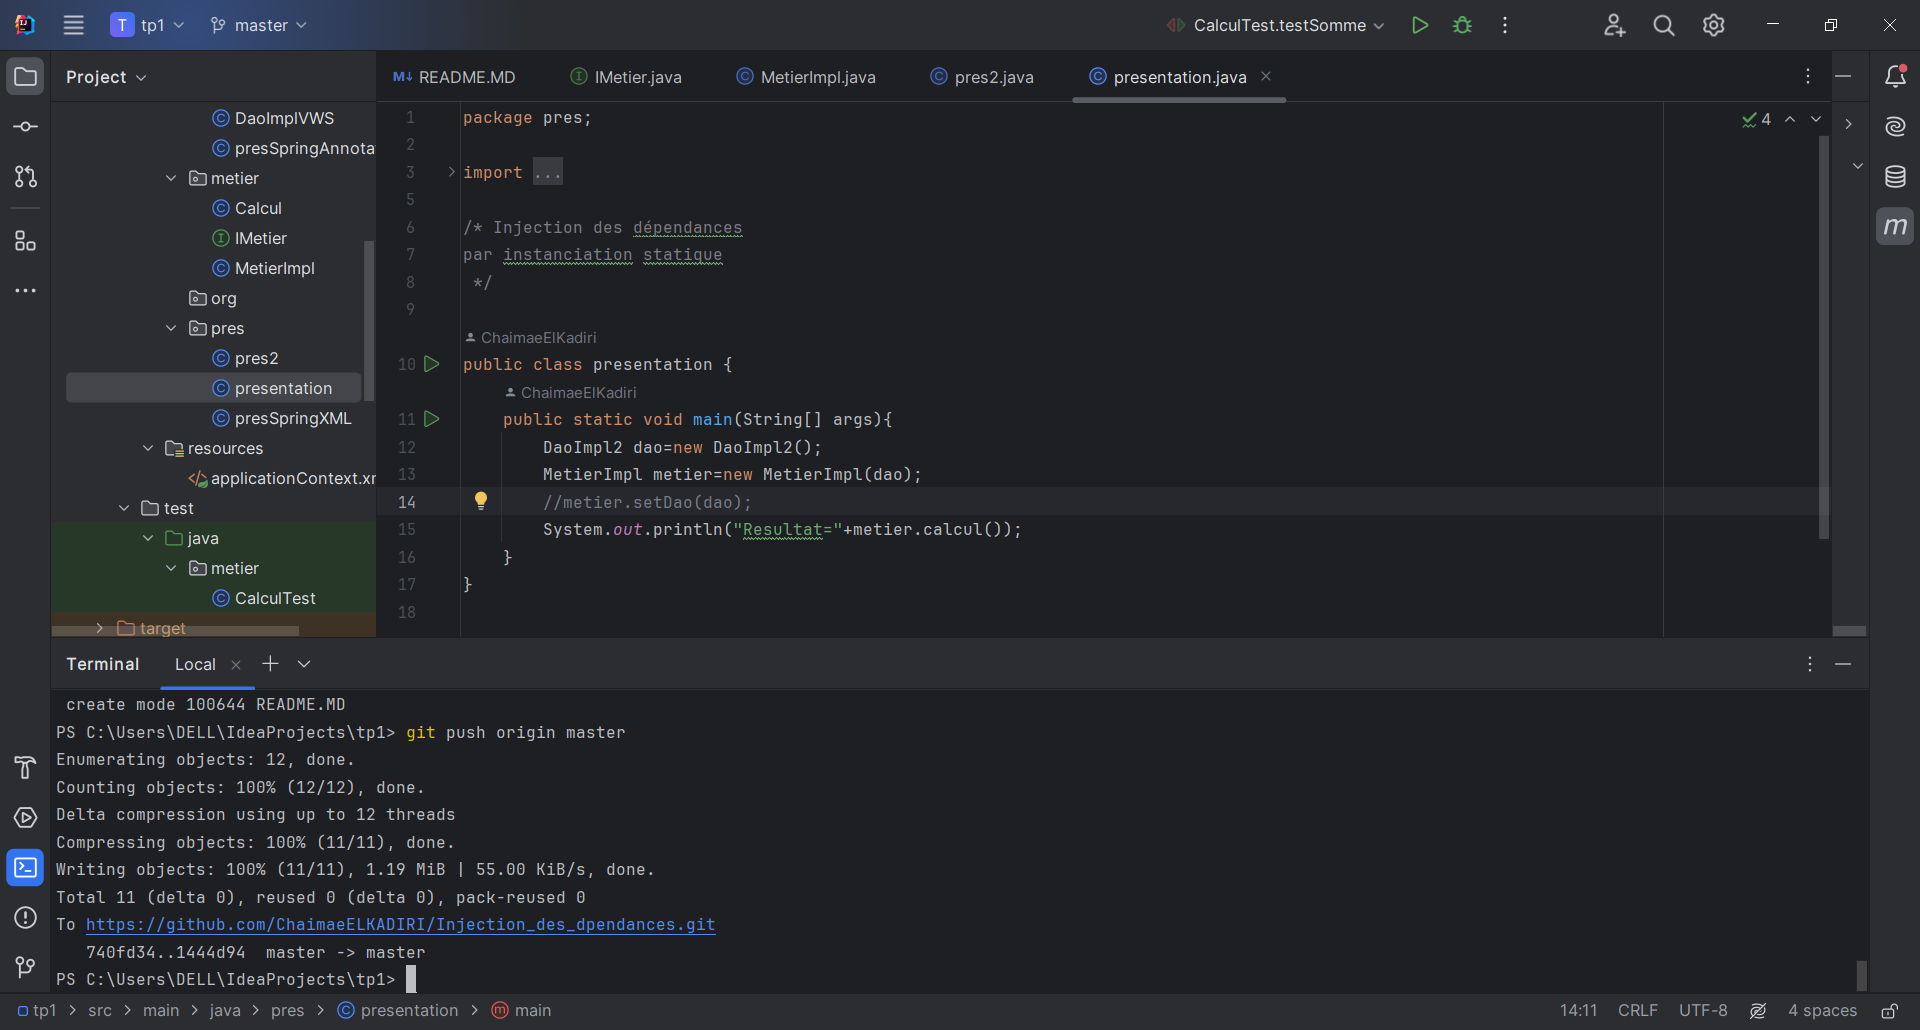 T tp1 master CalculTest.testSomme
Project
README.MD IMetier.java MetierImpl.java pres2.java presentation.java
DaoImplVWS
presSpringAnnota
metier
Calcul
IMetier
MetierImpl
org
pres
pres2
presentation
presSpringXML
resources
applicationContext.xr
test
java
metier
CalculTest
target
4
1 package pres;
2
3 import ...
5
6 /* Injection des dépendances
7 par instanciation statique
8 */
9
ChaimaeElKadiri
10 public class presentation {
ChaimaeElKadiri
11 public static void main(String[] args){
12 DaoImpl2 dao=new DaoImpl2();
13 MetierImpl metier=new MetierImpl(dao);
14 //metier.setDao(dao);
15 System.out.println("Resultat="+metier.calcul());
16 }
17 }
18
Terminal Local
create mode 100644 README.MD
PS C:\Users\DELL\IdeaProjects\tp1> git push origin master
Enumerating objects: 12, done.
Counting objects: 100% (12/12), done.
Delta compression using up to 12 threads
Compressing objects: 100% (11/11), done.
Writing objects: 100% (11/11), 1.19 MiB | 55.00 KiB/s, done.
Total 11 (delta 0), reused 0 (delta 0), pack-reused 0
To https://github.com/ChaimaeELKADIRI/Injection_des_dpendances.git
740fd34..1444d94 master -> master
PS C:\Users\DELL\IdeaProjects\tp1>
tp1 > src > main > java > pres > presentation > main
14:11 CRLF UTF-8 4 spaces